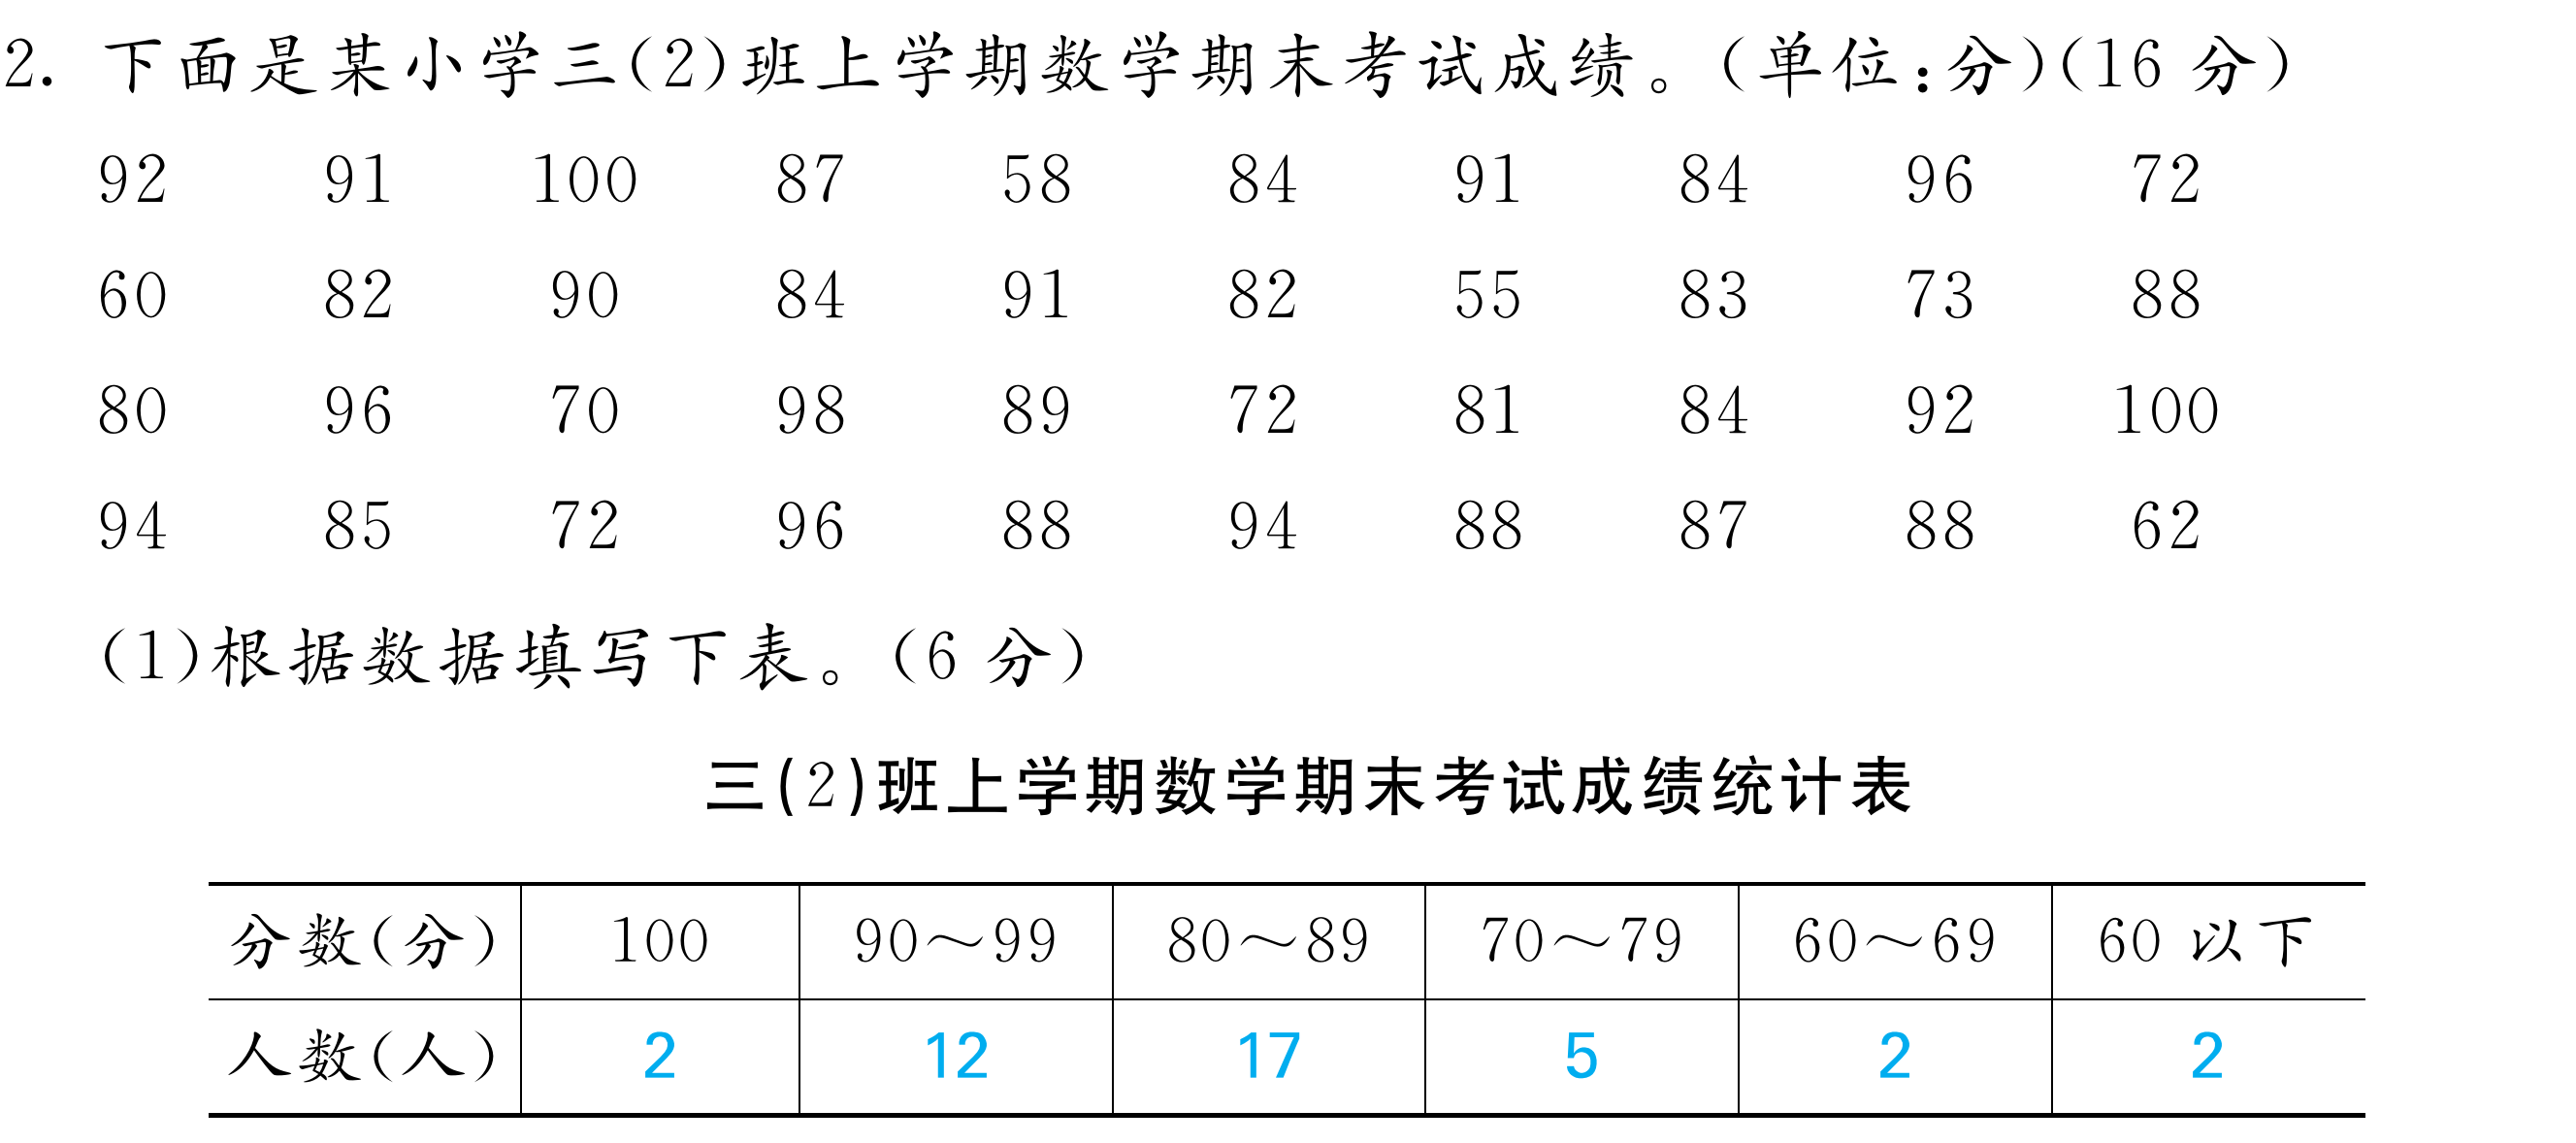 2. 下面是某小学三(2)班上学期数学期末考试成绩。(单位:分)(16 分)
92 91 100 87 58 84 91 84 96 72
60 82 90 84 91 82 55 83 73 88
80 96 70 98 89 72 81 84 92 100
94 85 72 96 88 94 88 87 88 62
(1)根据数据填写下表。(6 分)
三(2)班上学期数学期末考试成绩统计表
分数(分) 100 90～99 80～89 70～79 60～69 60 以下
人数(人) 2 12 17 5 2 2